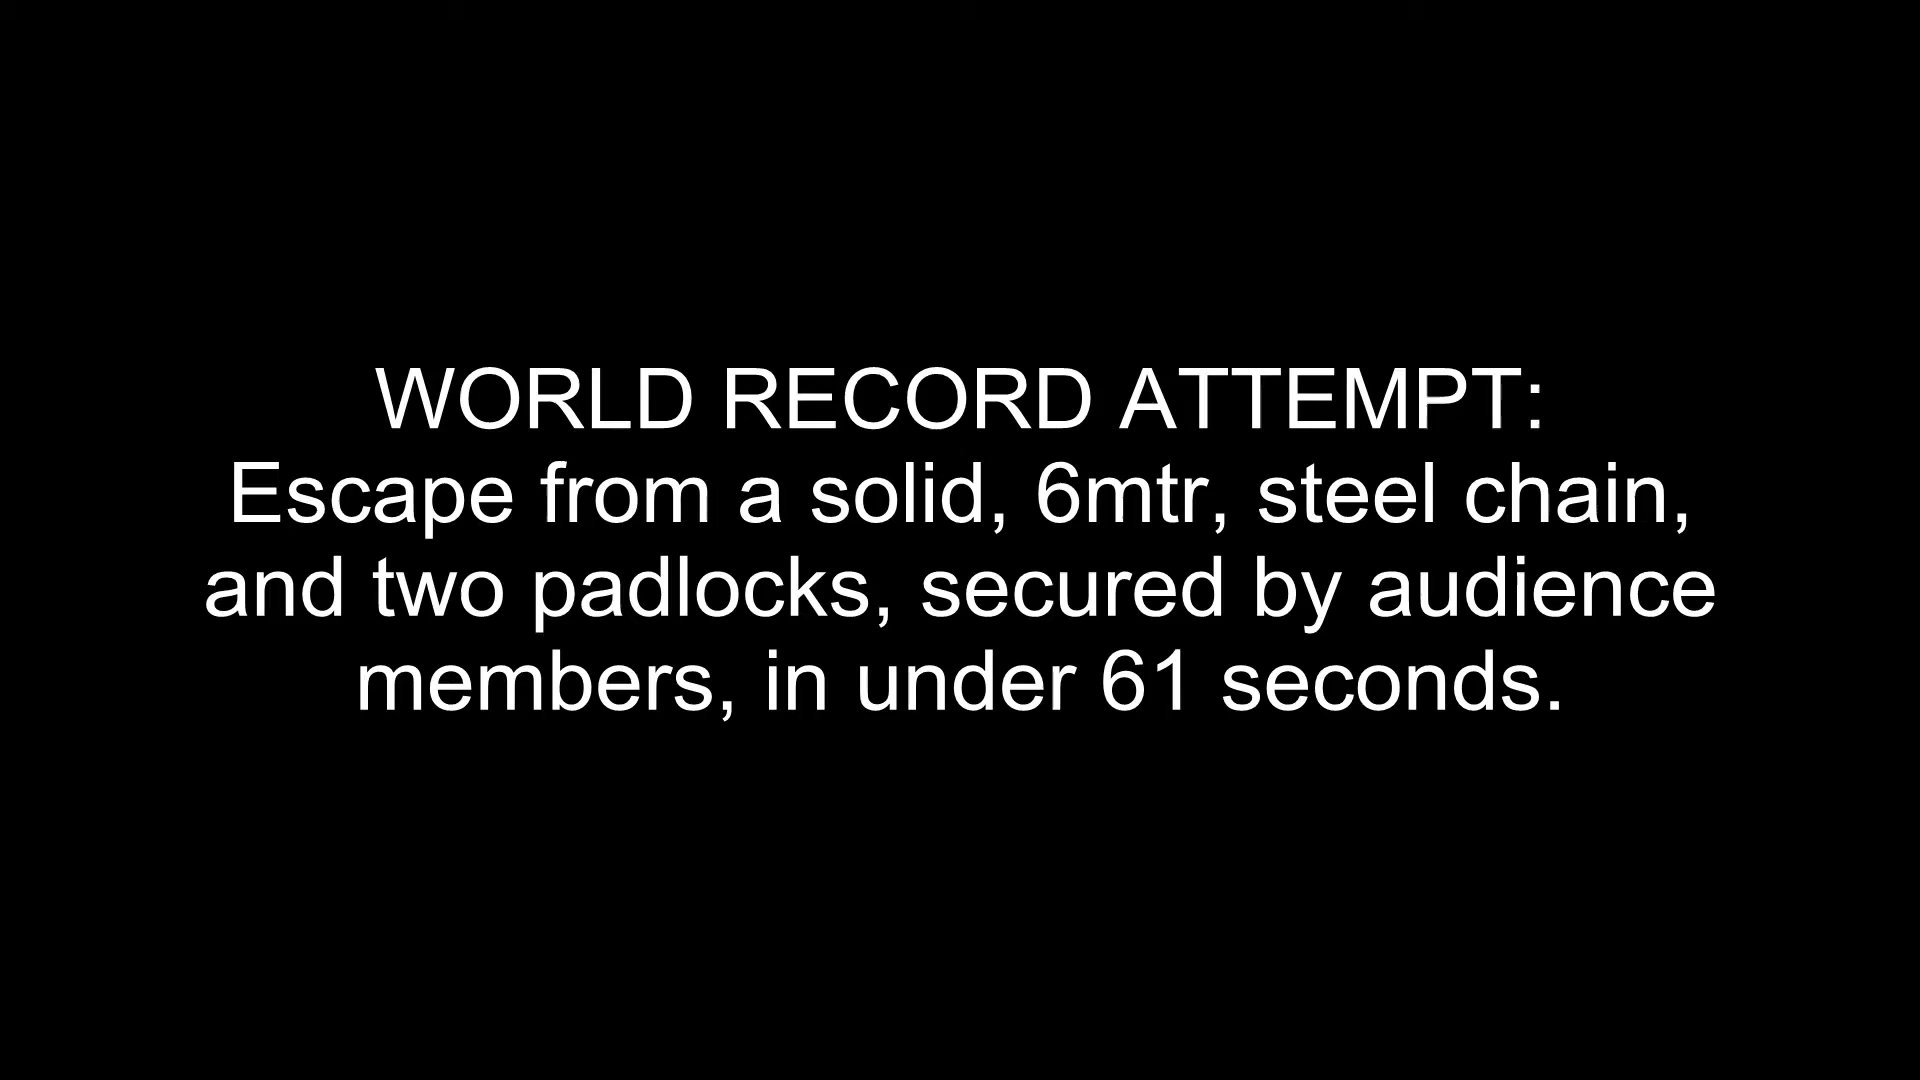 WORLD RECORD ATTEMPT:
Escape from a solid, 6mtr, steel chain,
and two padlocks, secured by audience
members, in under 61 seconds.